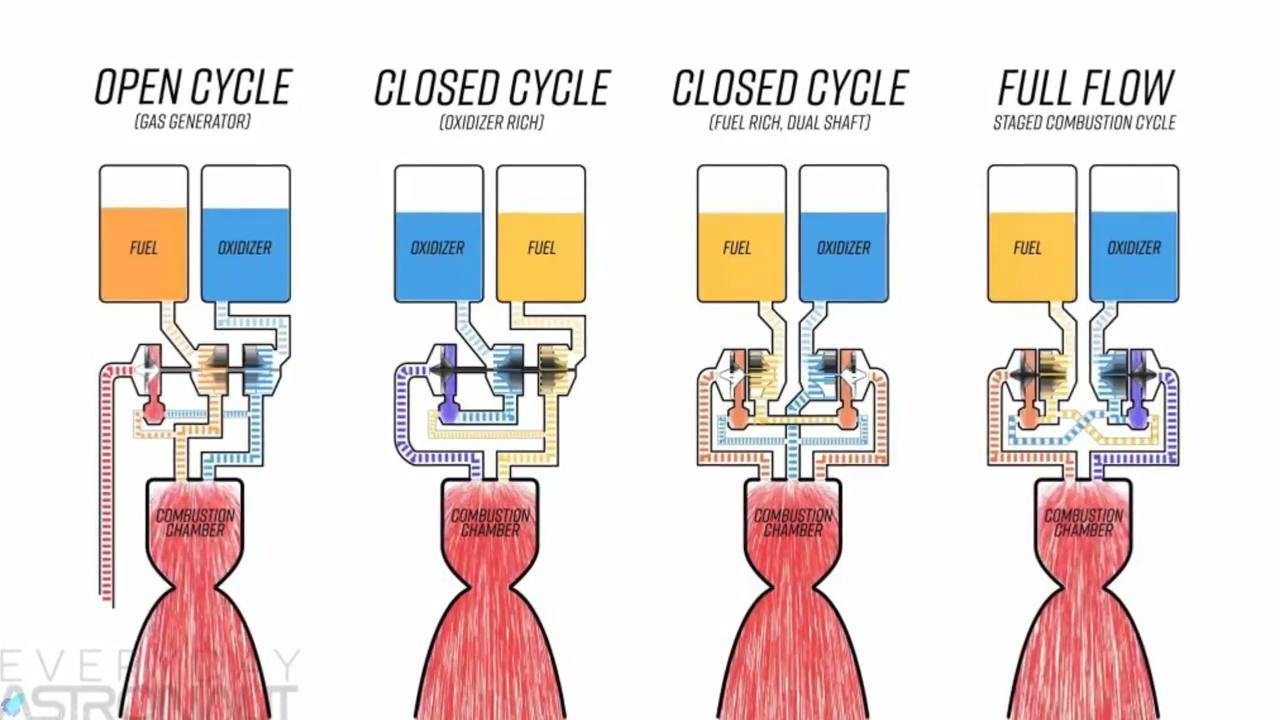 OPEN CYCLE
(GAS GENERATOR)
FUEL
OXIDIZER
COMBUSTION
CHAMBER
CLOSED CYCLE
(OXIDIZER RICH)
OXIDIZER
FUEL
COMBUSTION
CHAMBER
CLOSED CYCLE
(FUEL RICH, DUAL SHAFT)
FUEL
OXIDIZER
COMBUSTION
CHAMBER
FULL FLOW
STAGED COMBUSTION CYCLE
FUEL
OXIDIZER
COMBUSTION
CHAMBER
EVERYDAY
ASTRONAUT